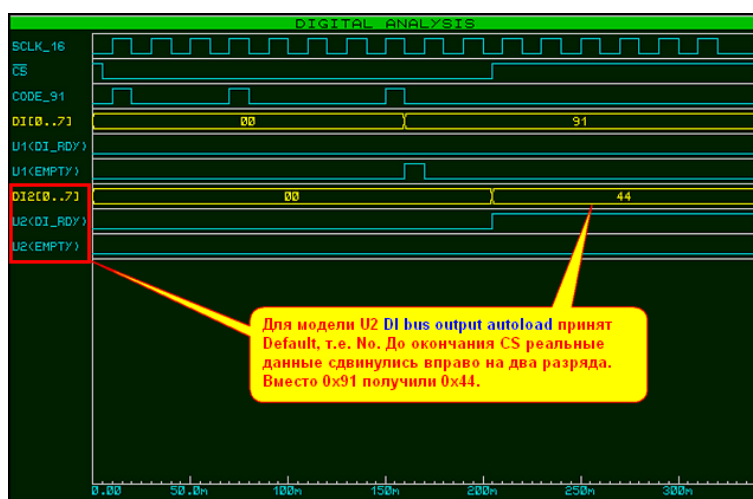 DIGITAL ANALYSIS
SCLK_16
CS
CODE_91
DI[0..7]
00
91
U1(DI_RDY)
U1(EMPTY)
DI2[0..7]
00
44
U2(DI_RDY)
U2(EMPTY)
Для модели U2 DI bus output autoload принят
Default, т.е. No. До окончания CS реальные
данные сдвинулись вправо на два разряда.
Вместо 0x91 получили 0x44.
0.00 50.0m 100m 150m 200m 250m 300m